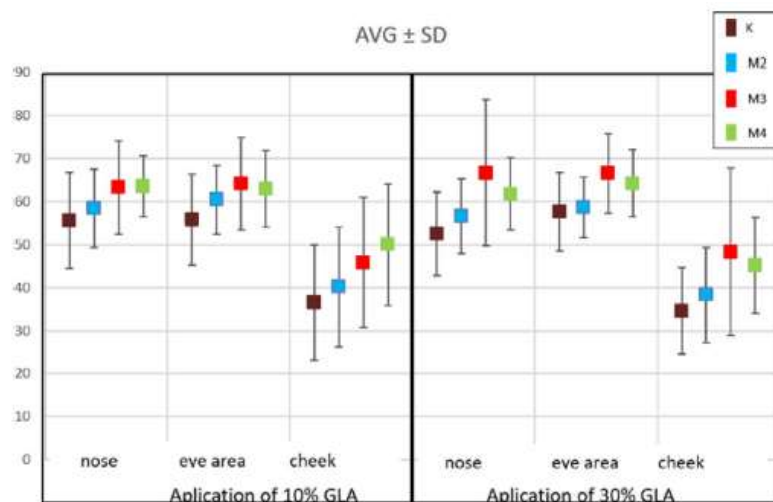 AVG ± SD
K
M2
M3
M4
90
80
70
60
50
40
30
20
10
0
nose eve area cheek nose eve area cheek
Aplication of 10% GLA Aplication of 30% GLA